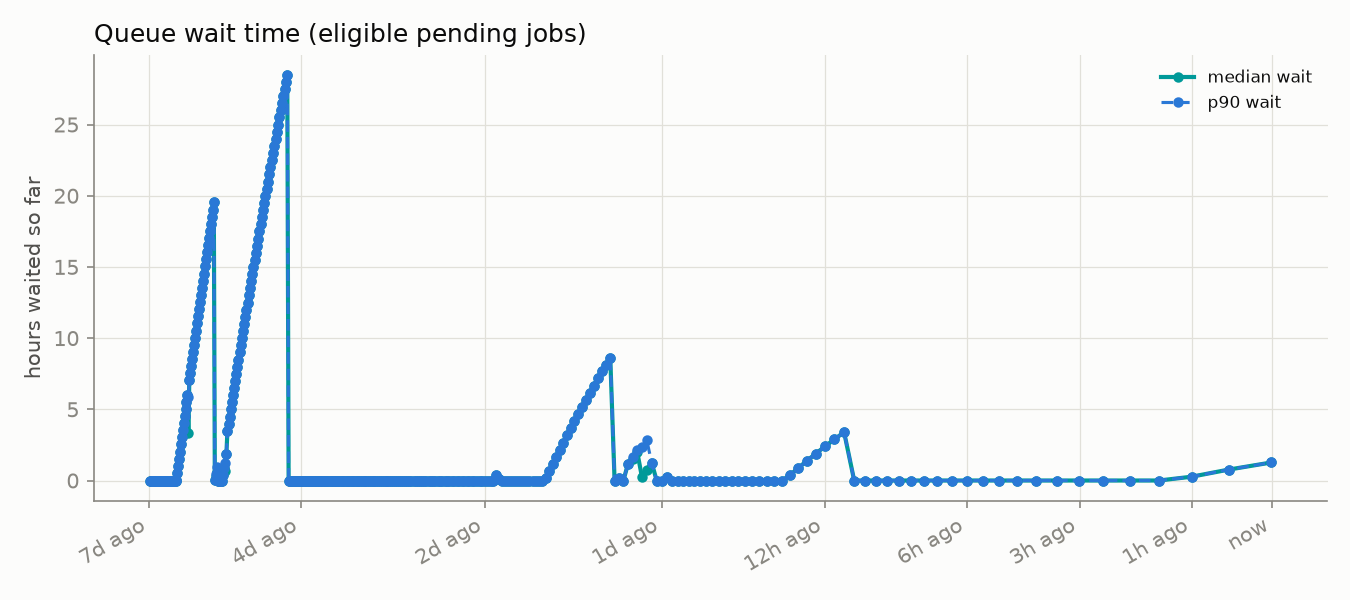 Queue wait time (eligible pending jobs)
median wait
p90 wait
hours waited so far
25
20
15
10
5
0
7d ago
4d ago
2d ago
1d ago
12h ago
6h ago
3h ago
1h ago
now